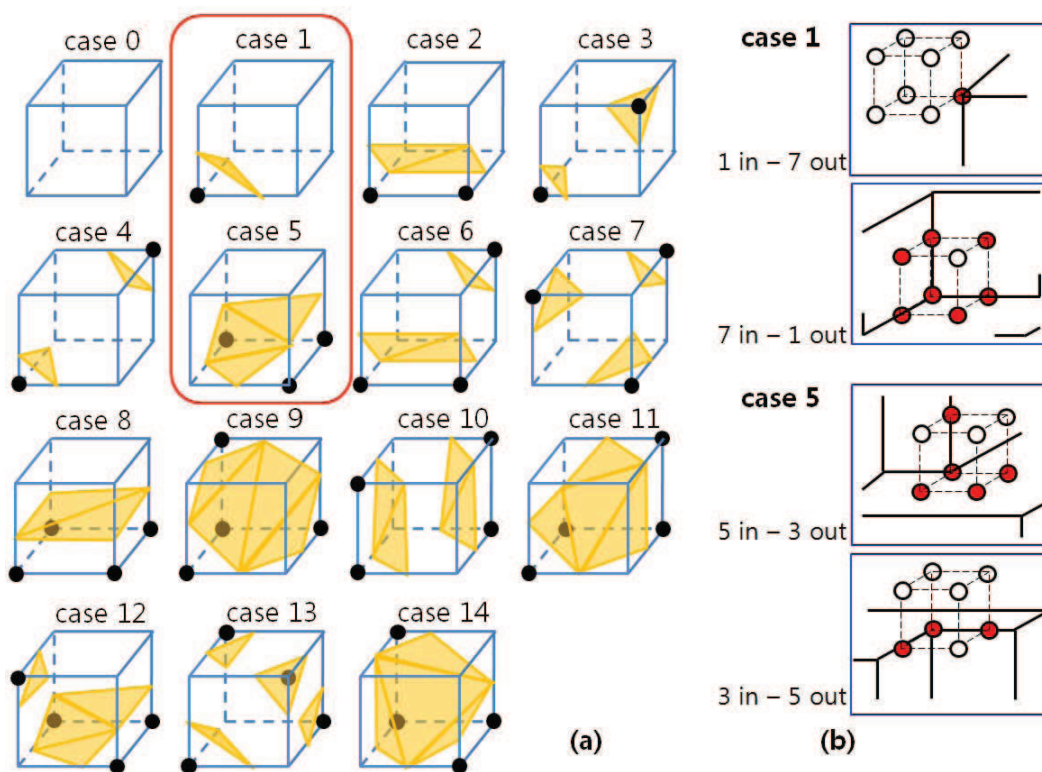 case 0
case 1
case 2
case 3
case 4
case 5
case 6
case 7
case 8
case 9
case 10
case 11
case 12
case 13
case 14
(a)
case 1
1 in – 7 out
7 in – 1 out
case 5
5 in – 3 out
3 in – 5 out
(b)